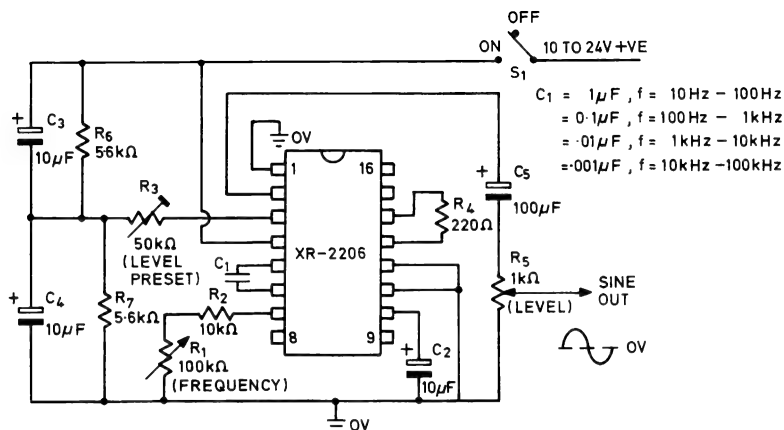 OFF
ON
10 TO 24V +VE
S1
C1 = 1µF, f = 10Hz – 100Hz
= 0·1µF, f = 100Hz – 1kHz
= ·01µF, f = 1kHz – 10kHz
= ·001µF, f = 10kHz – 100kHz
+
C3
10µF
R6
5·6kΩ
0V
1
16
+
C5
100µF
R3
50kΩ
(LEVEL
PRESET)
R4
220Ω
XR-2206
C1
R5
1kΩ
(LEVEL)
SINE
OUT
+
C4
10µF
R7
5·6kΩ
R2
10kΩ
8
9
R1
100kΩ
(FREQUENCY)
+
C2
10µF
0V
0V